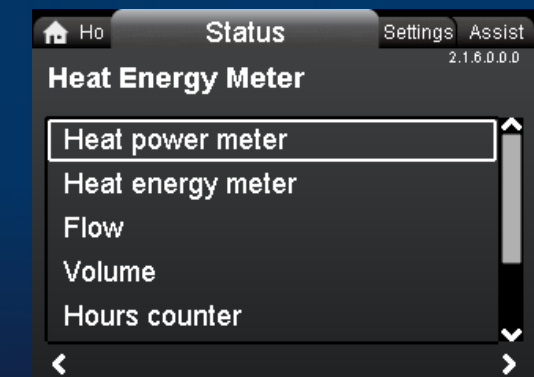 Ho Status Settings Assist
2.1.6.0.0.0
Heat Energy Meter
Heat power meter
Heat energy meter
Flow
Volume
Hours counter